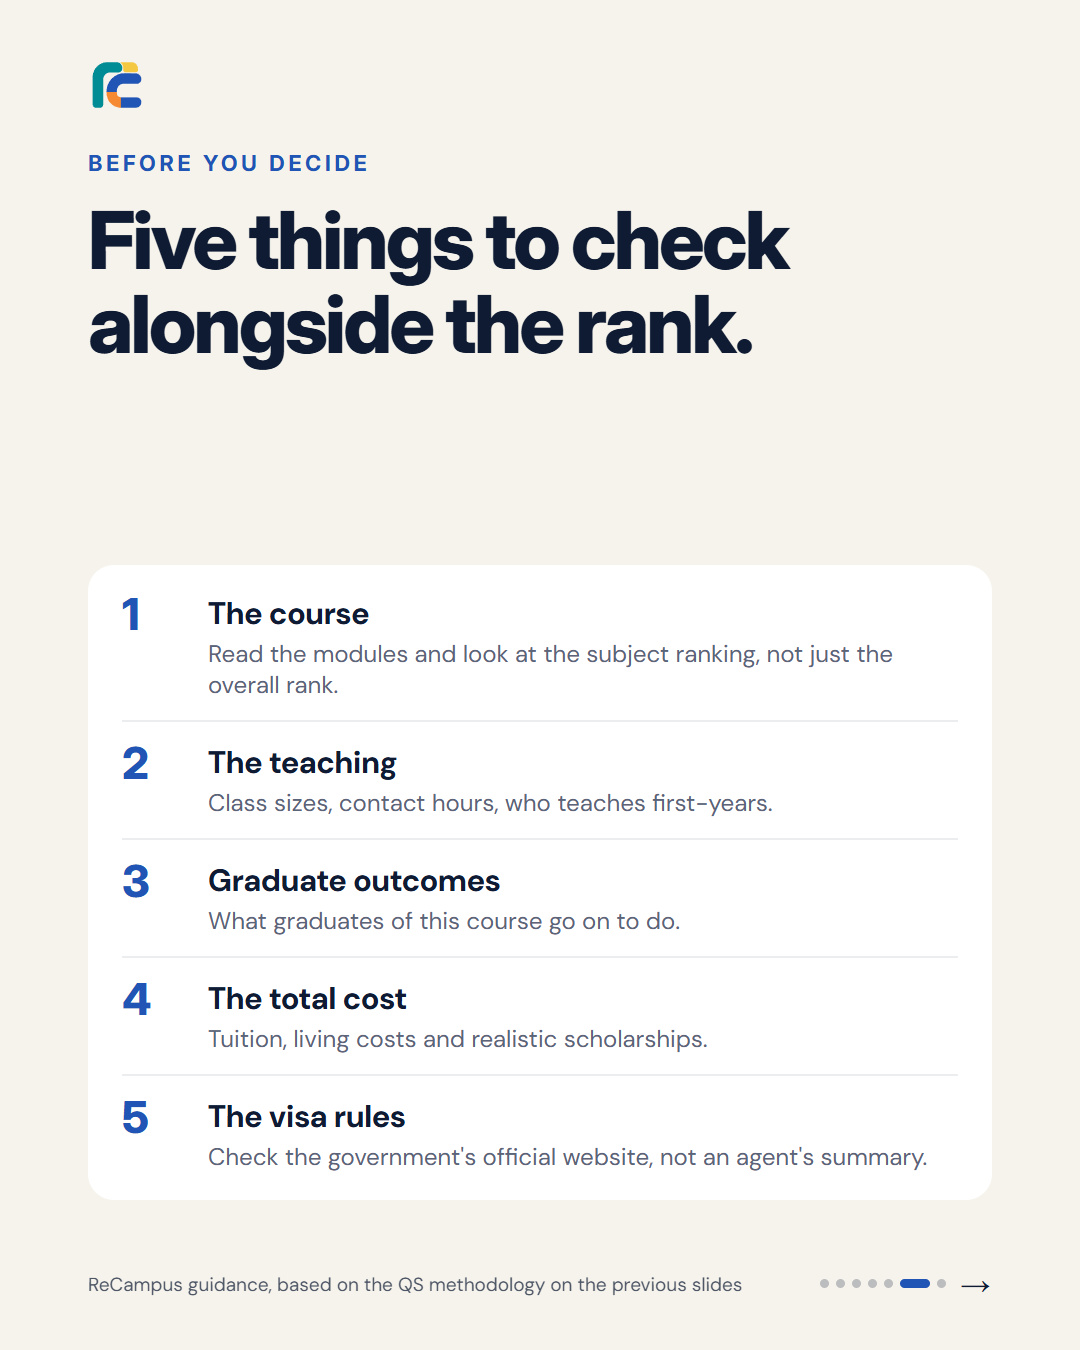 BEFORE YOU DECIDE
Five things to check
alongside the rank.
1
The course
Read the modules and look at the subject ranking, not just the
overall rank.
2
The teaching
Class sizes, contact hours, who teaches first-years.
3
Graduate outcomes
What graduates of this course go on to do.
4
The total cost
Tuition, living costs and realistic scholarships.
5
The visa rules
Check the government's official website, not an agent's summary.
ReCampus guidance, based on the QS methodology on the previous slides